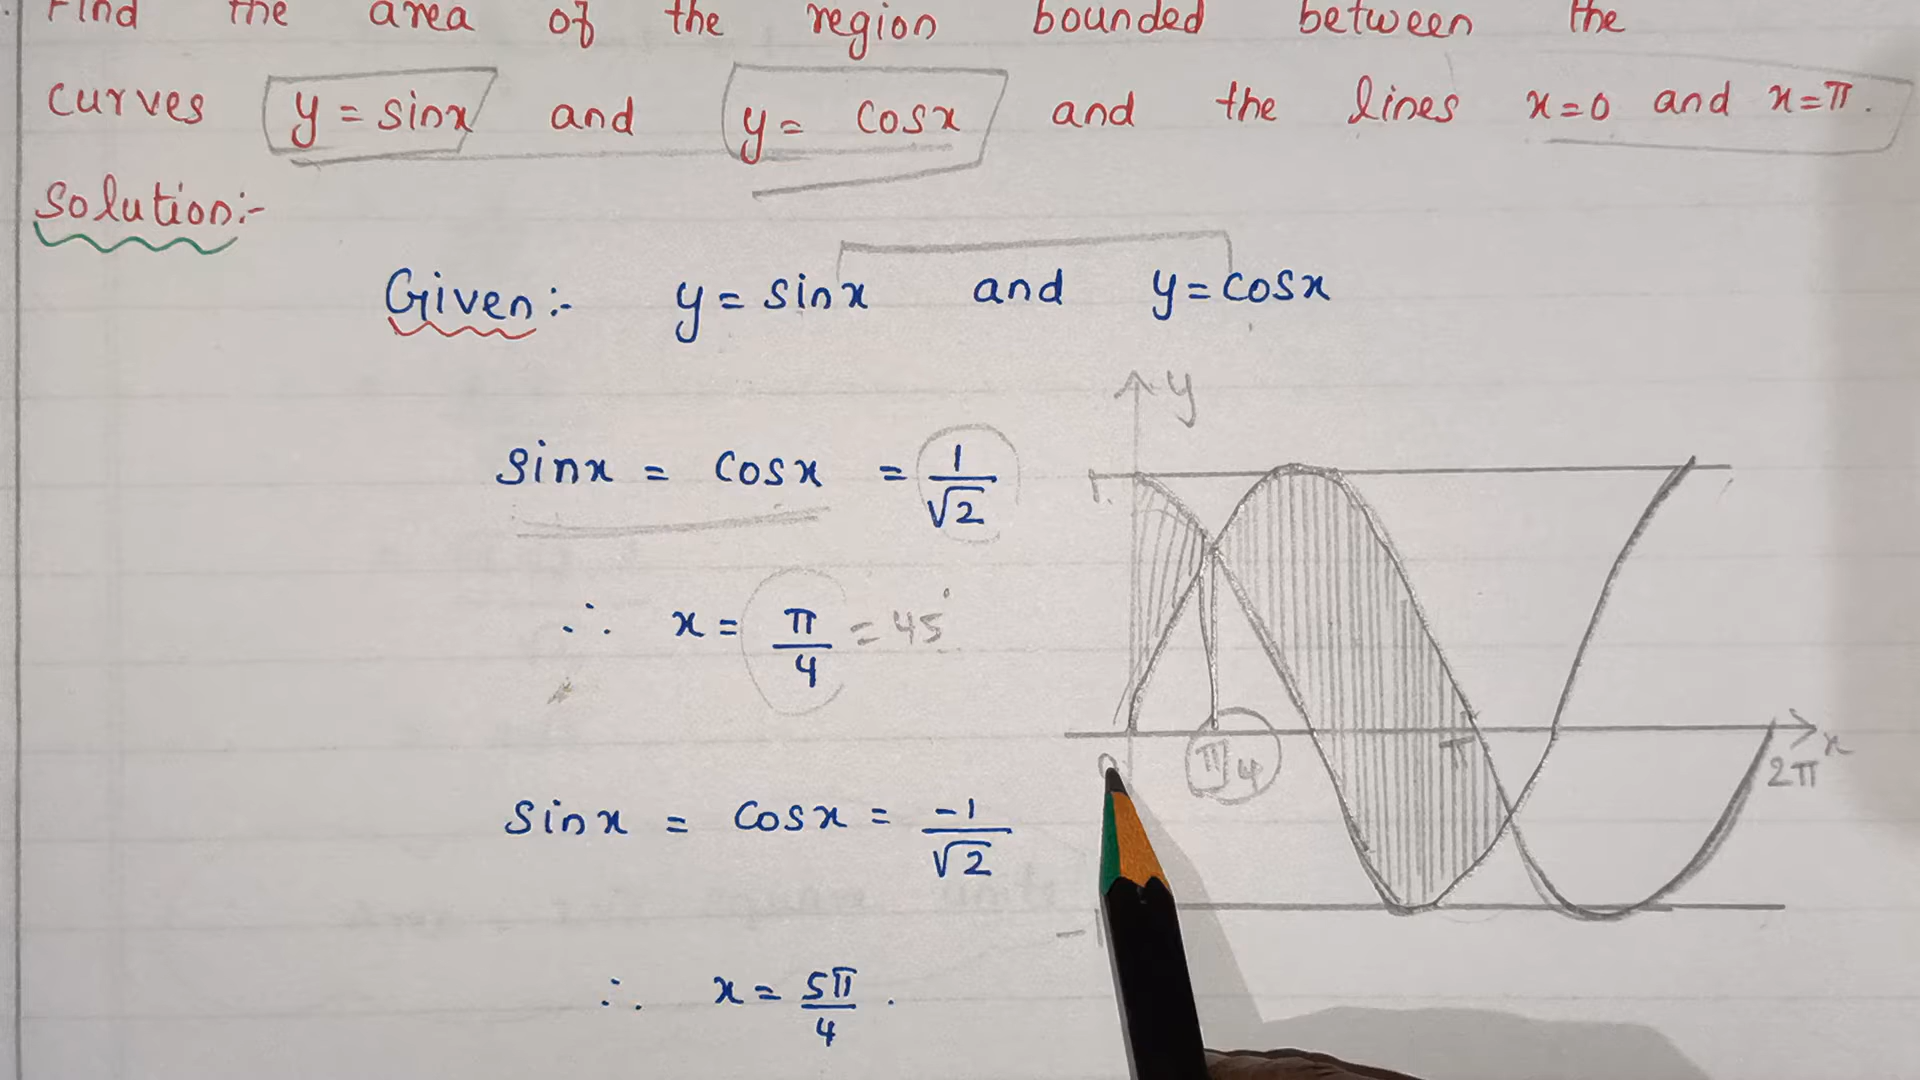 Find the area of the region bounded between the
curves y = sinx and y = cosx and the lines x=0 and x=π.
Solution:-
Given:- y = sinx and y = cosx
sinx = cosx = 1/√2
∴ x = π/4 = 45°
sinx = cosx = -1/√2
∴ x = 5π/4 .
y
1
0
π/4
π
2π
x
-1